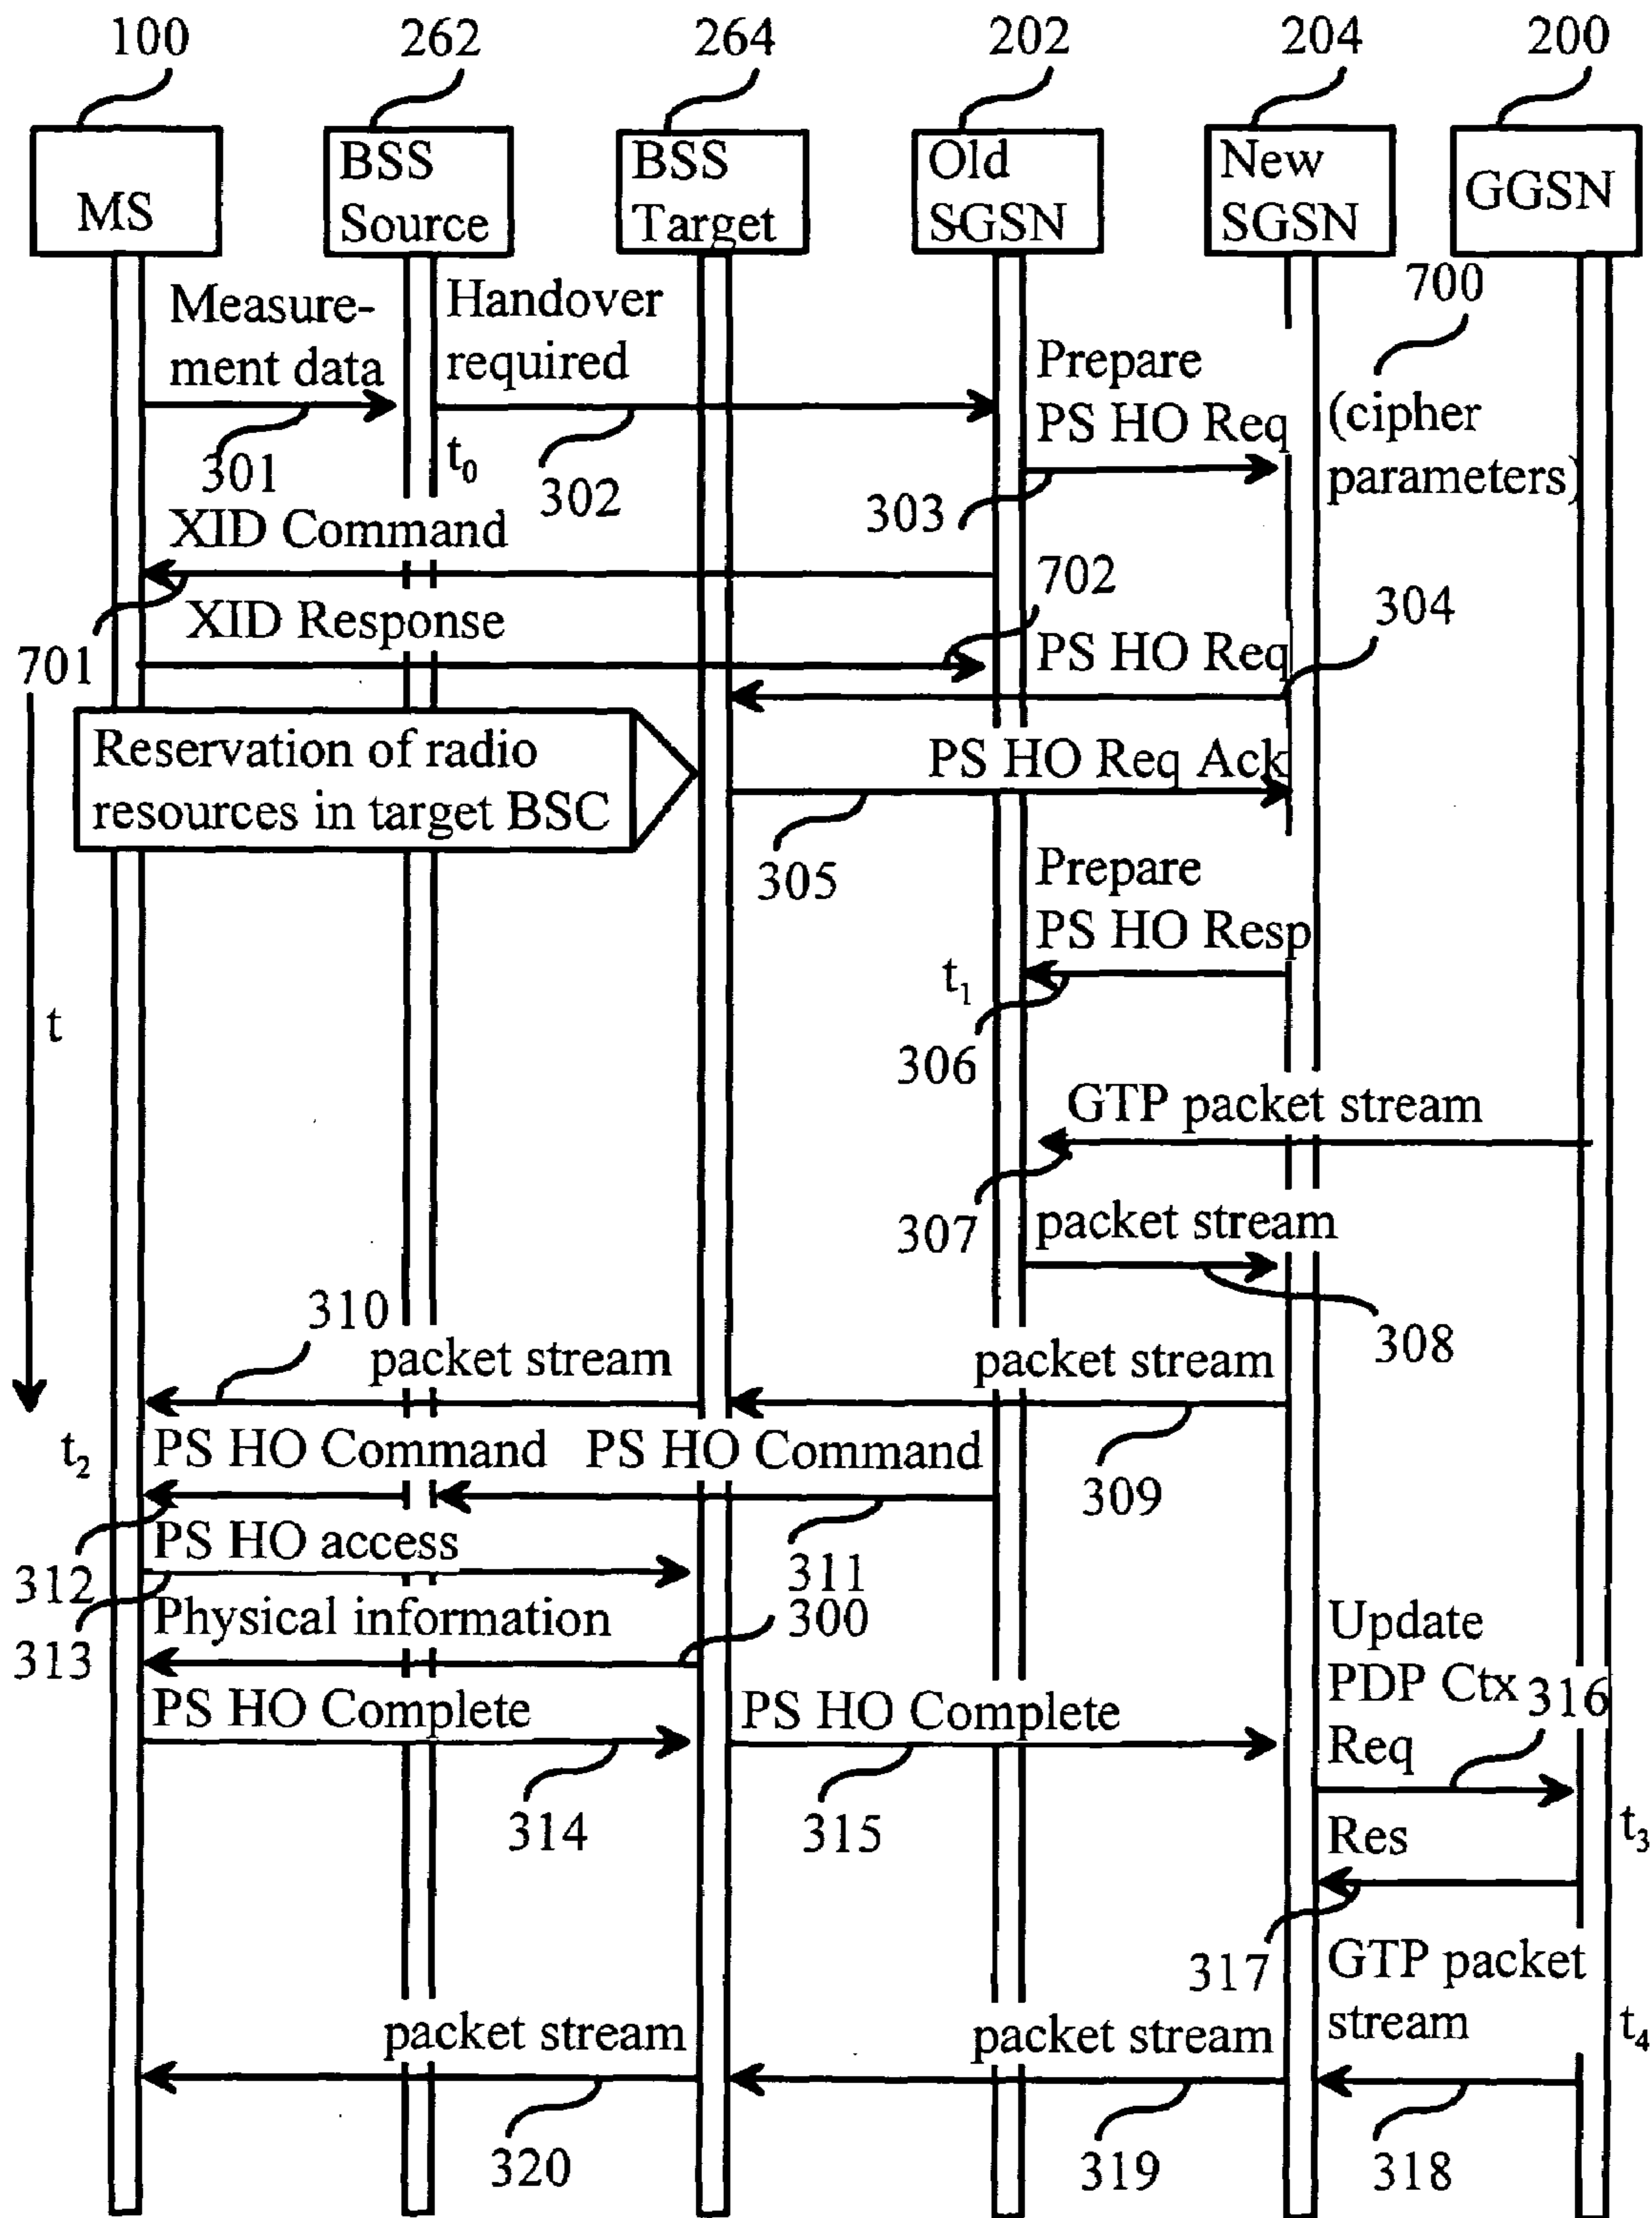 100 262 264 202 204 200
MS
BSS
Source
BSS
Target
Old
SGSN
New
SGSN
GGSN
700
Measure-
ment data
Handover
required
Prepare
PS HO Req
(cipher
parameters)
301
t0
302
303
XID Command
702
304
XID Response
PS HO Req
701
Reservation of radio
resources in target BSC
PS HO Req Ack
305
Prepare
PS HO Resp
t1
t
306
GTP packet stream
307
packet stream
310
308
packet stream
packet stream
t2
PS HO Command
PS HO Command
309
PS HO access
312
311
300
Physical information
313
Update
PDP Ctx
316
Req
PS HO Complete
PS HO Complete
314
315
Res
t3
317
GTP packet
stream
t4
packet stream
packet stream
320
319
318